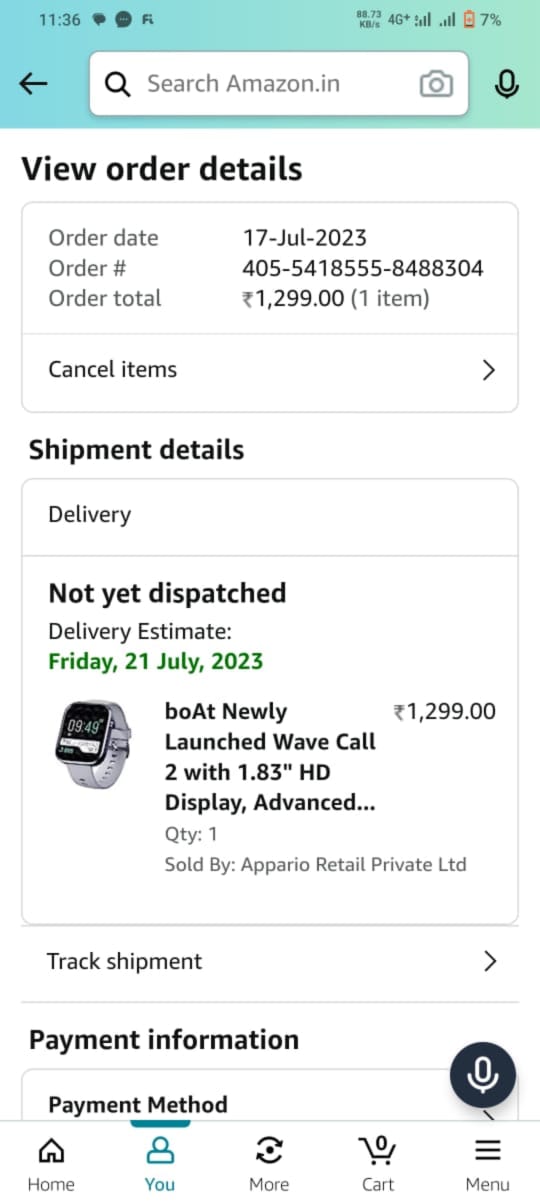 11:36
88.73
KB/s
4G+
7%
Search Amazon.in
View order details
Order date 17-Jul-2023
Order # 405-5418555-8488304
Order total ₹1,299.00 (1 item)
Cancel items
Shipment details
Delivery
Not yet dispatched
Delivery Estimate:
Friday, 21 July, 2023
09:49
boAt Newly ₹1,299.00
Launched Wave Call
2 with 1.83" HD
Display, Advanced...
Qty: 1
Sold By: Appario Retail Private Ltd
Track shipment
Payment information
Payment Method
0
Home You More Cart Menu